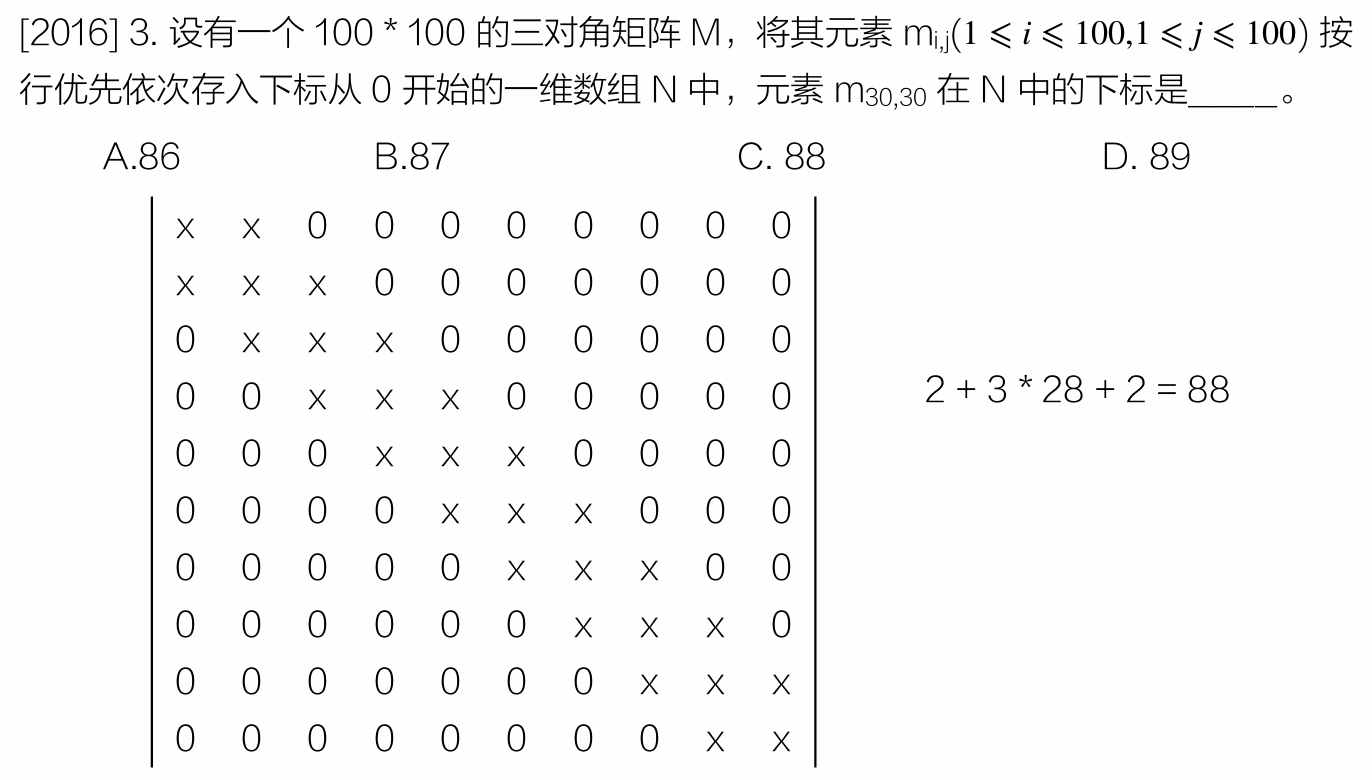 [2016] 3. 设有一个 100 * 100 的三对角矩阵 M，将其元素 m_{i,j}(1 ⩽ i ⩽ 100,1 ⩽ j ⩽ 100) 按
行优先依次存入下标从 0 开始的一维数组 N 中，元素 m_{30,30} 在 N 中的下标是_____。
A.86 B.87 C. 88 D. 89
x x 0 0 0 0 0 0 0 0
x x x 0 0 0 0 0 0 0
0 x x x 0 0 0 0 0 0
0 0 x x x 0 0 0 0 0
2 + 3 * 28 + 2 = 88
0 0 0 x x x 0 0 0 0
0 0 0 0 x x x 0 0 0
0 0 0 0 0 x x x 0 0
0 0 0 0 0 0 x x x 0
0 0 0 0 0 0 0 x x x
0 0 0 0 0 0 0 0 x x